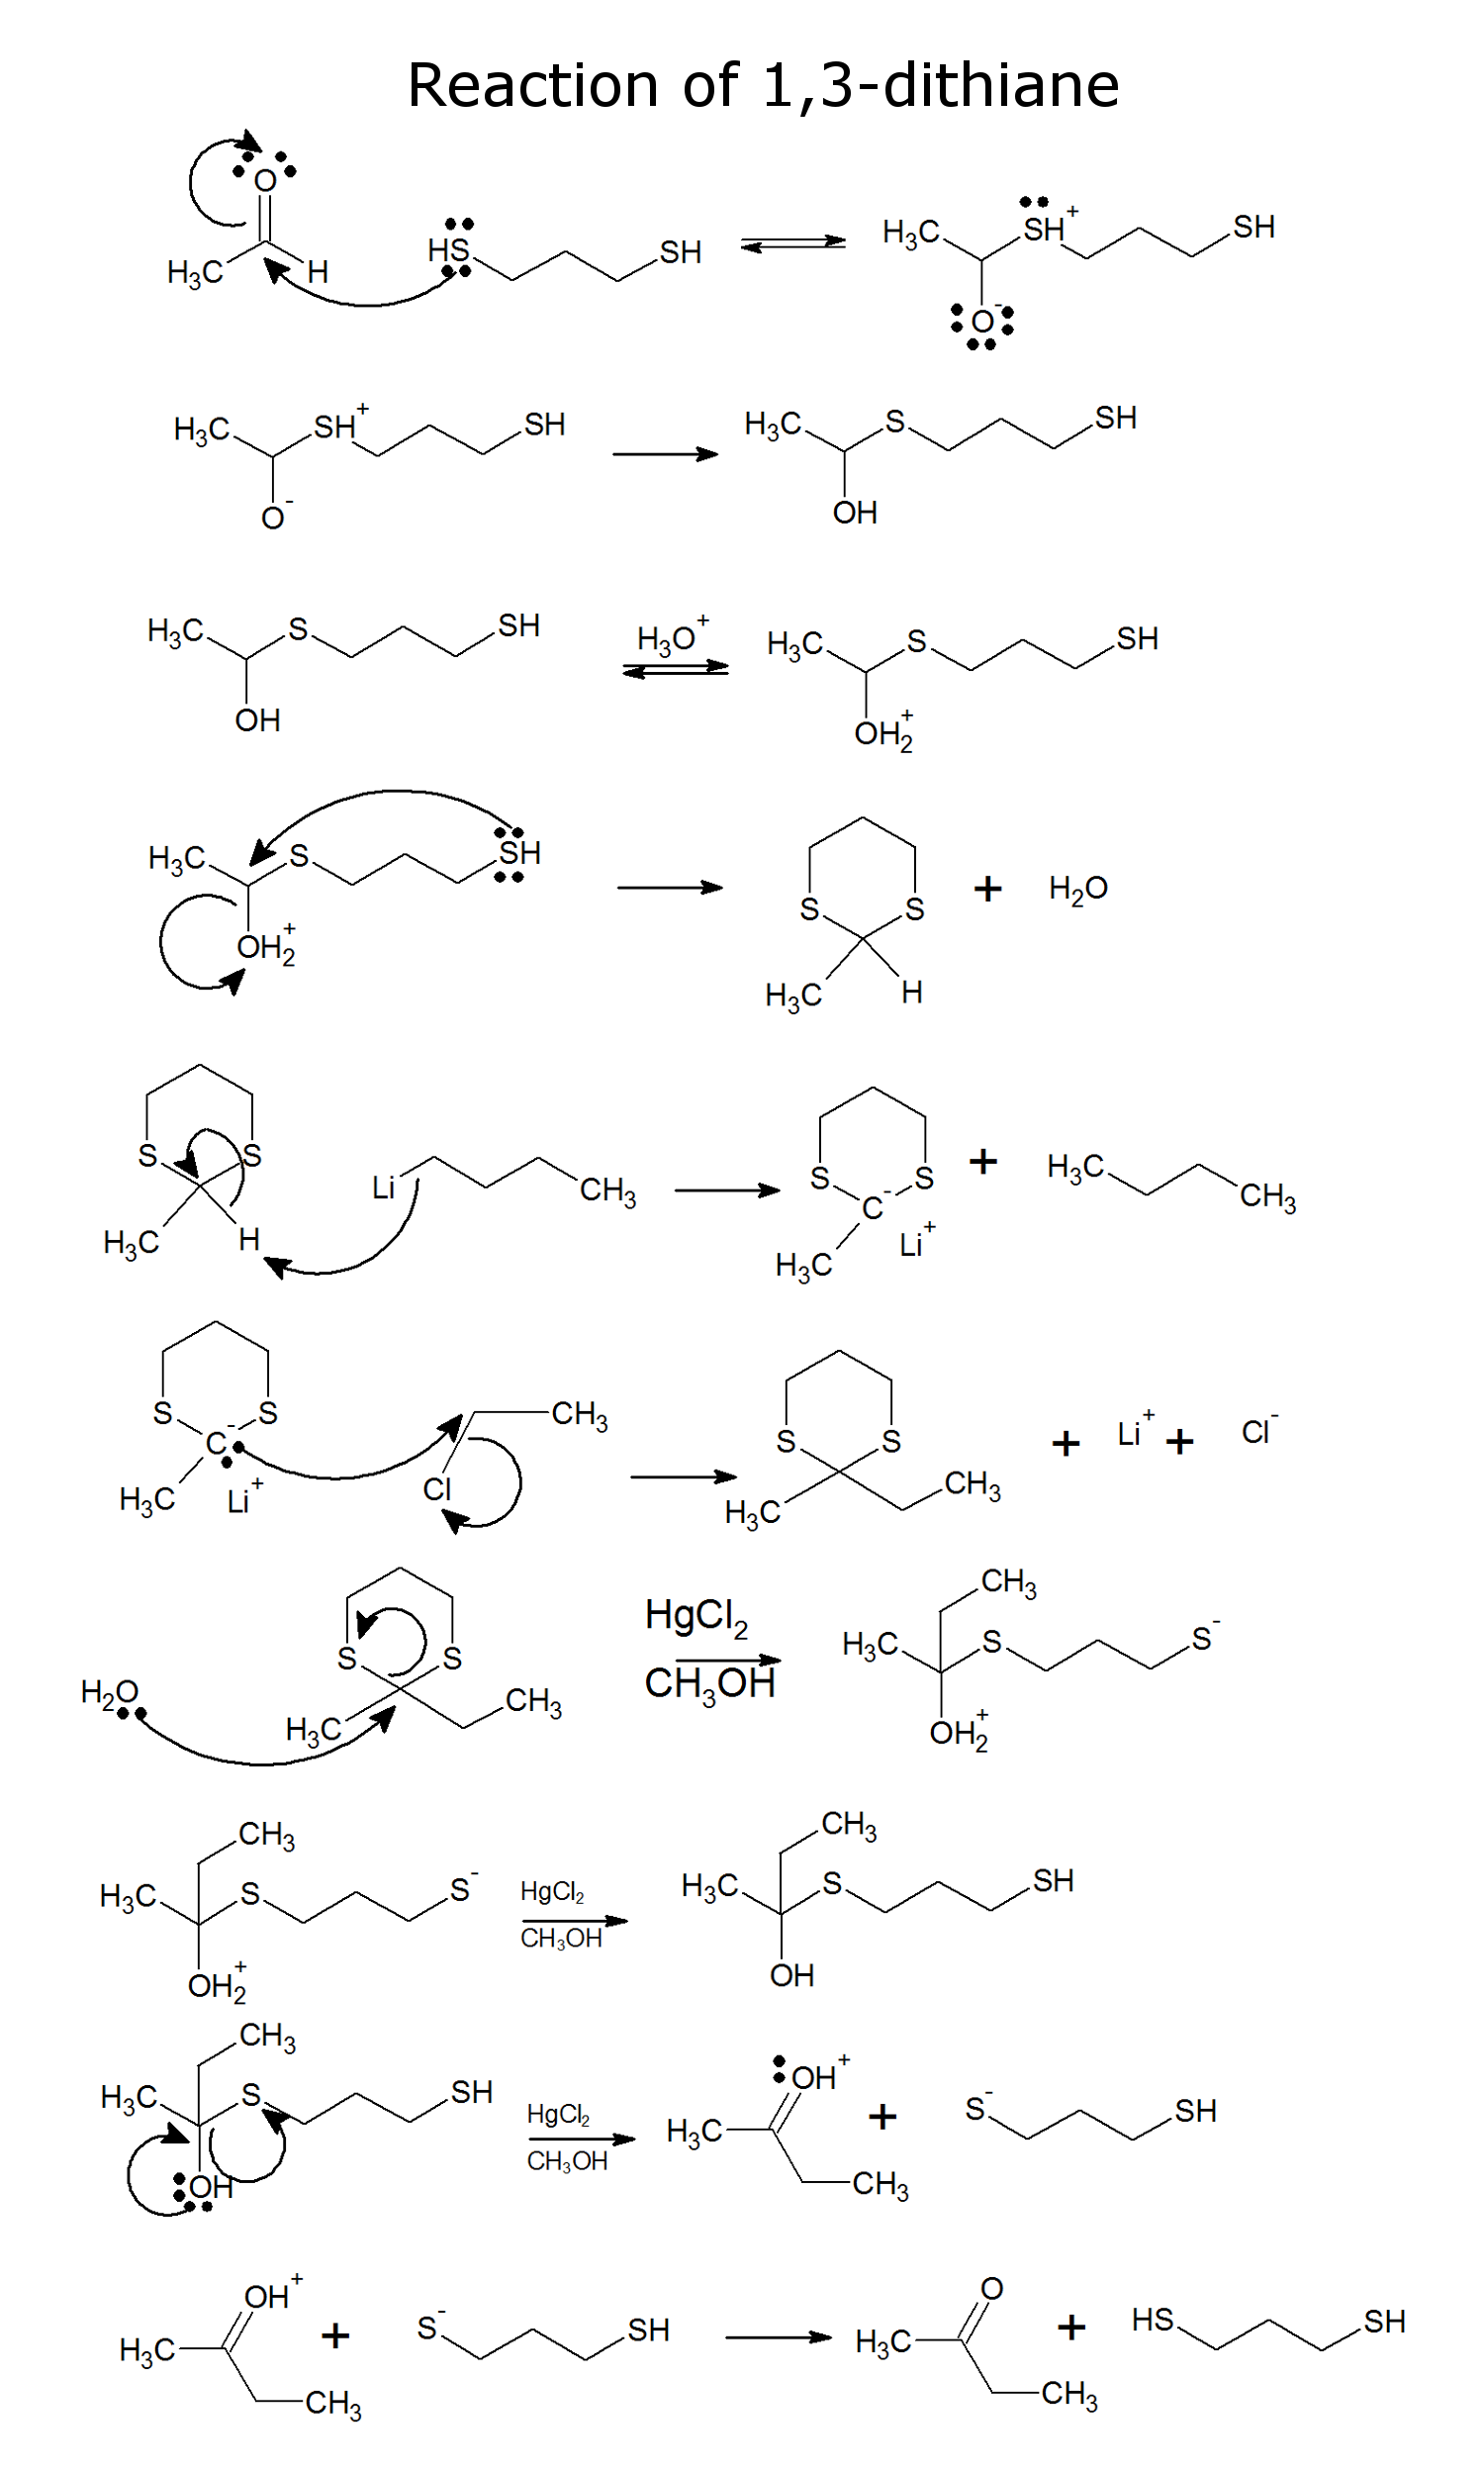 Reaction of 1,3-dithiane
O H₃C H HS SH H₃C SH⁺ SH O⁻
H₃C SH⁺ SH O⁻ H₃C S SH OH
H₃C S SH OH H₃O⁺ H₃C S SH OH₂⁺
H₃C S SH OH₂⁺ S S H₃C H + H₂O
S S H₃C H Li CH₃ S S C⁻ H₃C Li⁺ + H₃C CH₃
S S C⁻ H₃C Li⁺ Cl CH₃ S S H₃C CH₃ + Li⁺ + Cl⁻
H₂O S S H₃C CH₃ HgCl₂ CH₃OH CH₃ H₃C S S⁻ OH₂⁺
CH₃ H₃C S S⁻ OH₂⁺ HgCl₂ CH₃OH CH₃ H₃C S SH OH
CH₃ H₃C S SH OH HgCl₂ CH₃OH OH⁺ H₃C CH₃ + S⁻ SH
OH⁺ H₃C CH₃ + S⁻ SH O H₃C CH₃ + HS SH